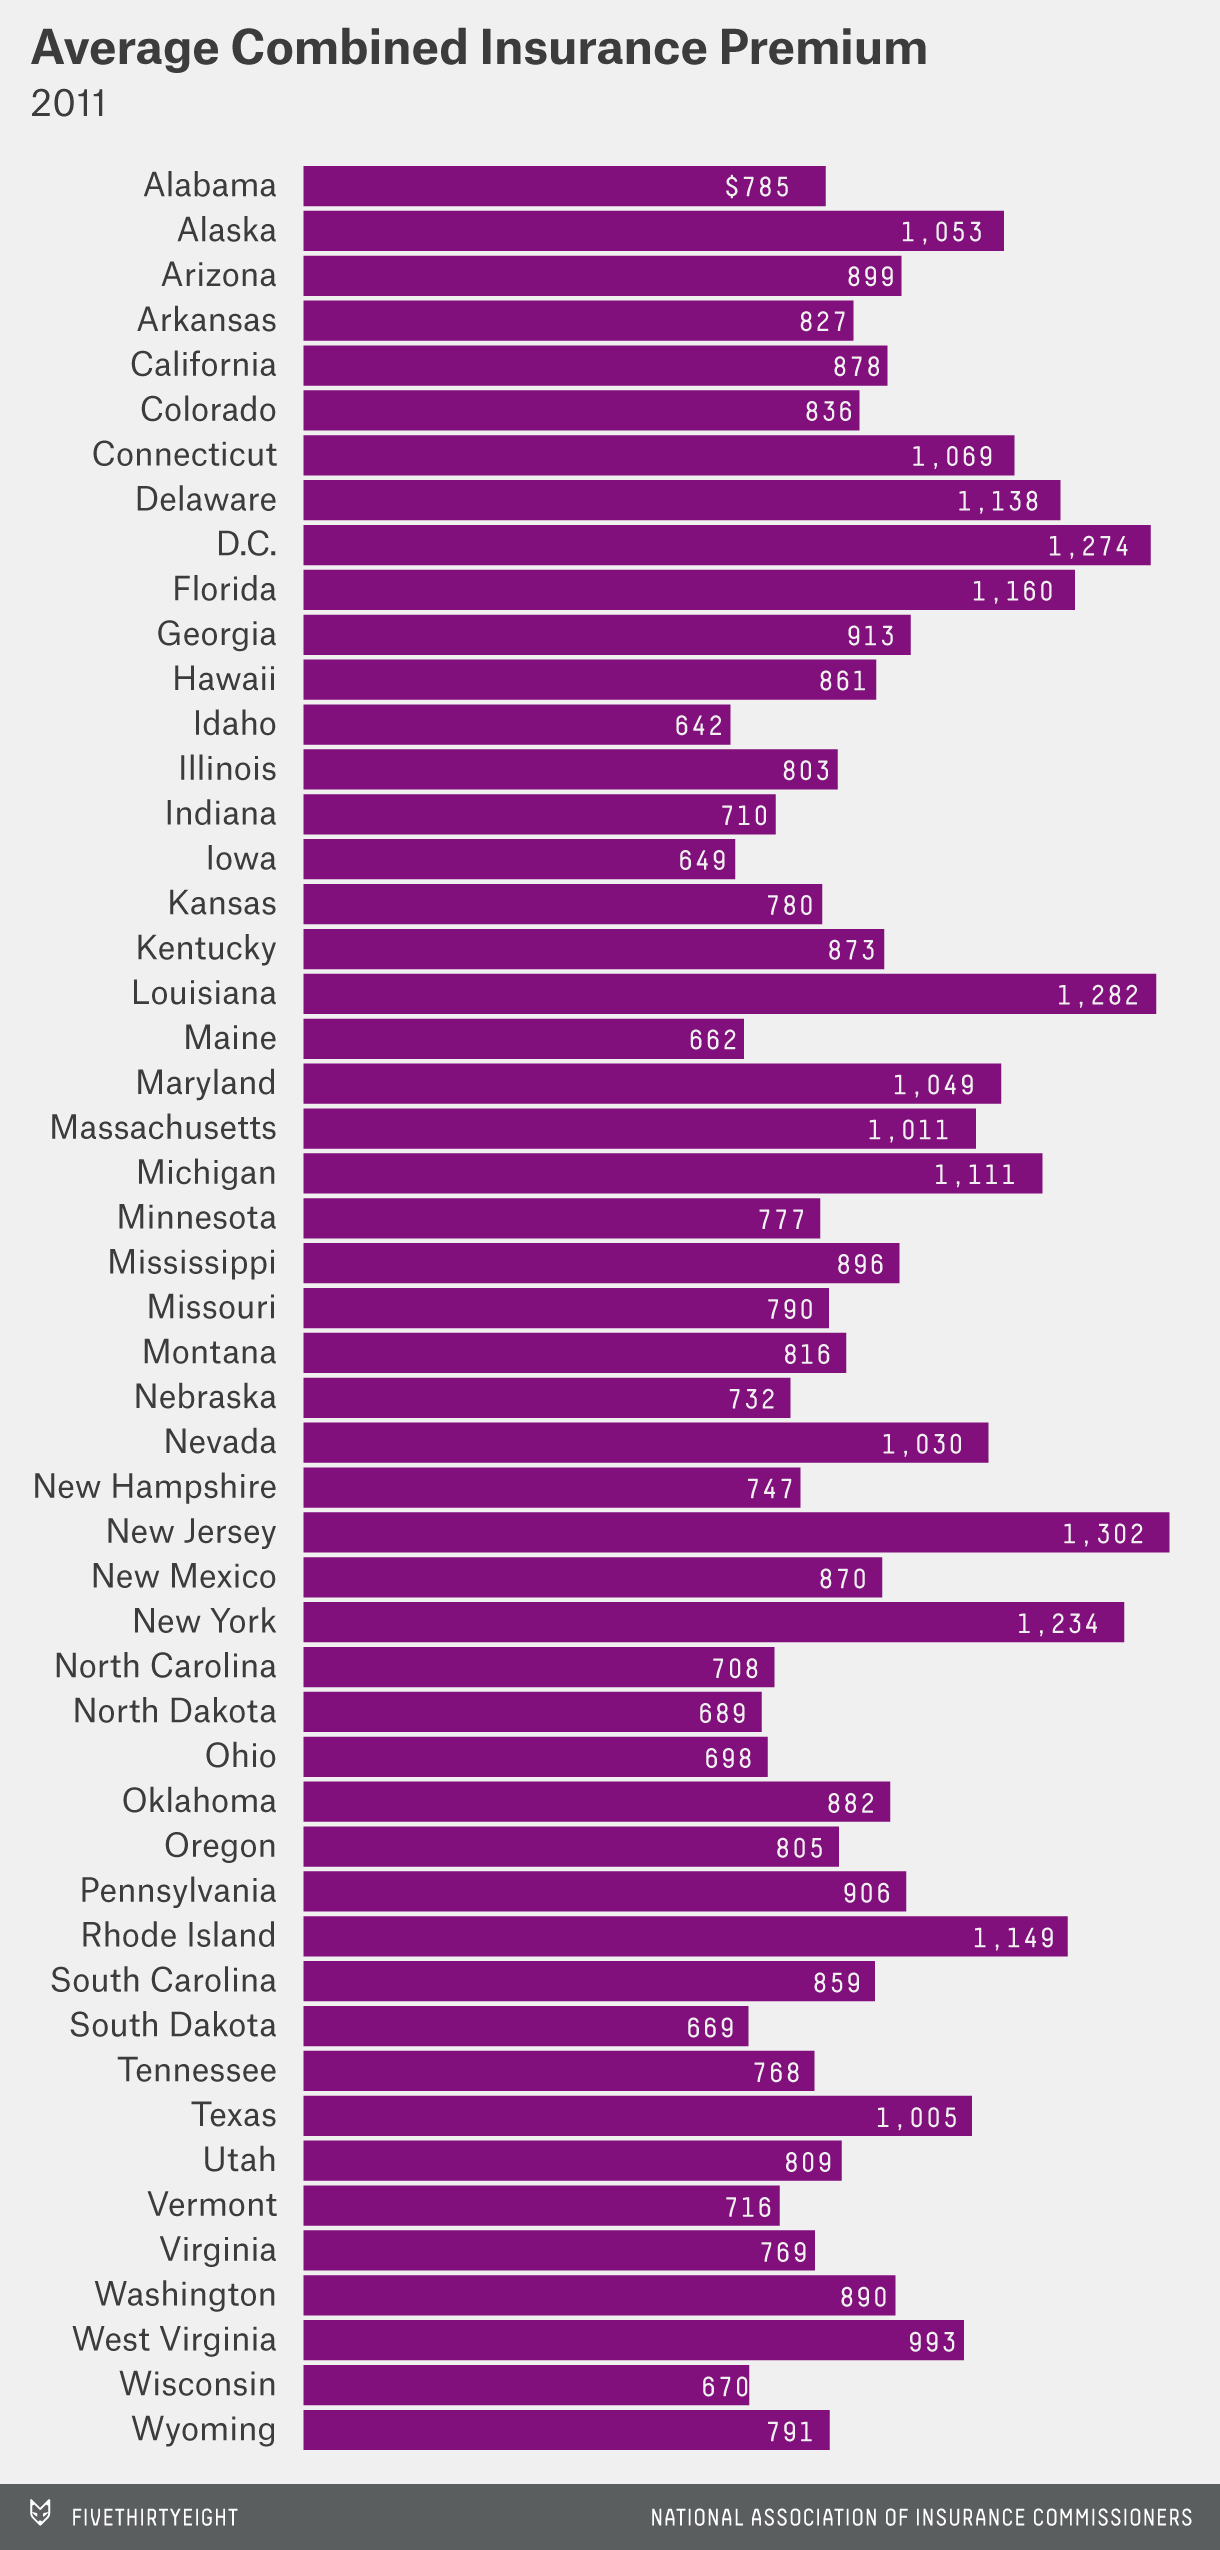 Average Combined Insurance Premium
2011
Alabama $785
Alaska 1,053
Arizona 899
Arkansas 827
California 878
Colorado 836
Connecticut 1,069
Delaware 1,138
D.C. 1,274
Florida 1,160
Georgia 913
Hawaii 861
Idaho 642
Illinois 803
Indiana 710
Iowa 649
Kansas 780
Kentucky 873
Louisiana 1,282
Maine 662
Maryland 1,049
Massachusetts 1,011
Michigan 1,111
Minnesota 777
Mississippi 896
Missouri 790
Montana 816
Nebraska 732
Nevada 1,030
New Hampshire 747
New Jersey 1,302
New Mexico 870
New York 1,234
North Carolina 708
North Dakota 689
Ohio 698
Oklahoma 882
Oregon 805
Pennsylvania 906
Rhode Island 1,149
South Carolina 859
South Dakota 669
Tennessee 768
Texas 1,005
Utah 809
Vermont 716
Virginia 769
Washington 890
West Virginia 993
Wisconsin 670
Wyoming 791
FIVETHIRTYEIGHT NATIONAL ASSOCIATION OF INSURANCE COMMISSIONERS